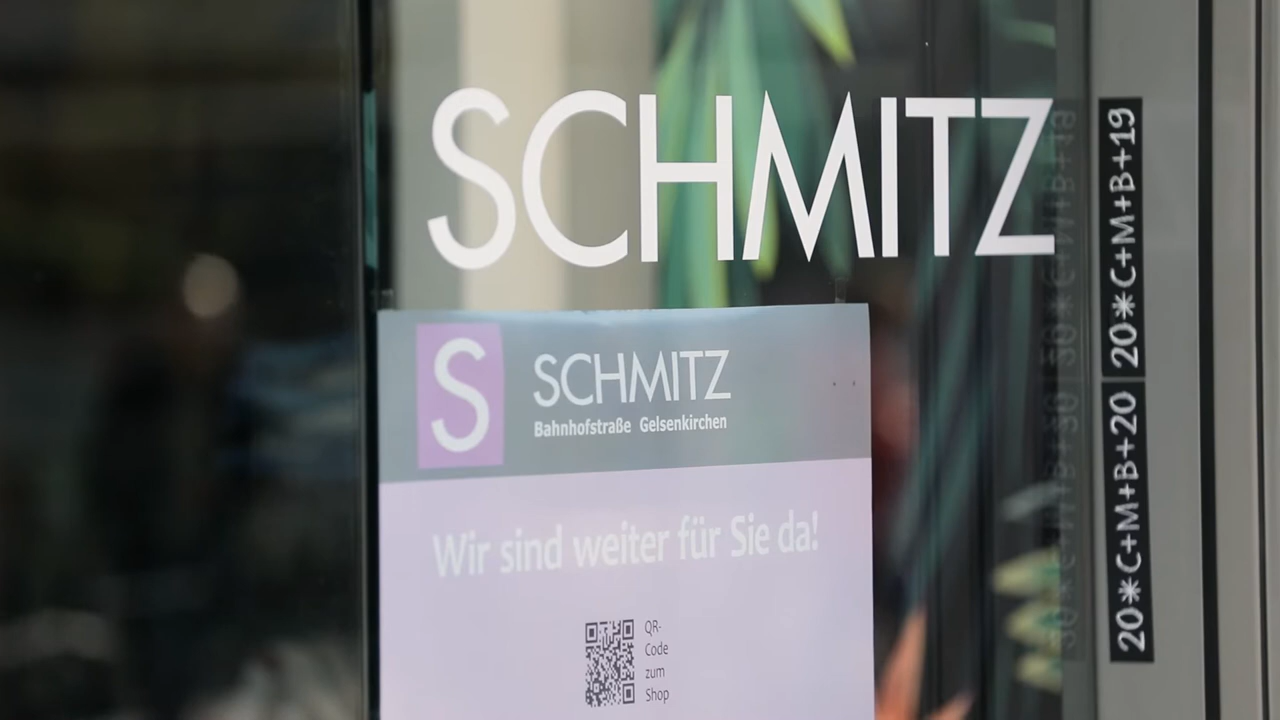 SCHMITZ
S
SCHMITZ
Bahnhofstraße Gelsenkirchen
Wir sind weiter für Sie da!
QR-
Code
zum
Shop
20*C+M+B+20
20*C+M+B+19